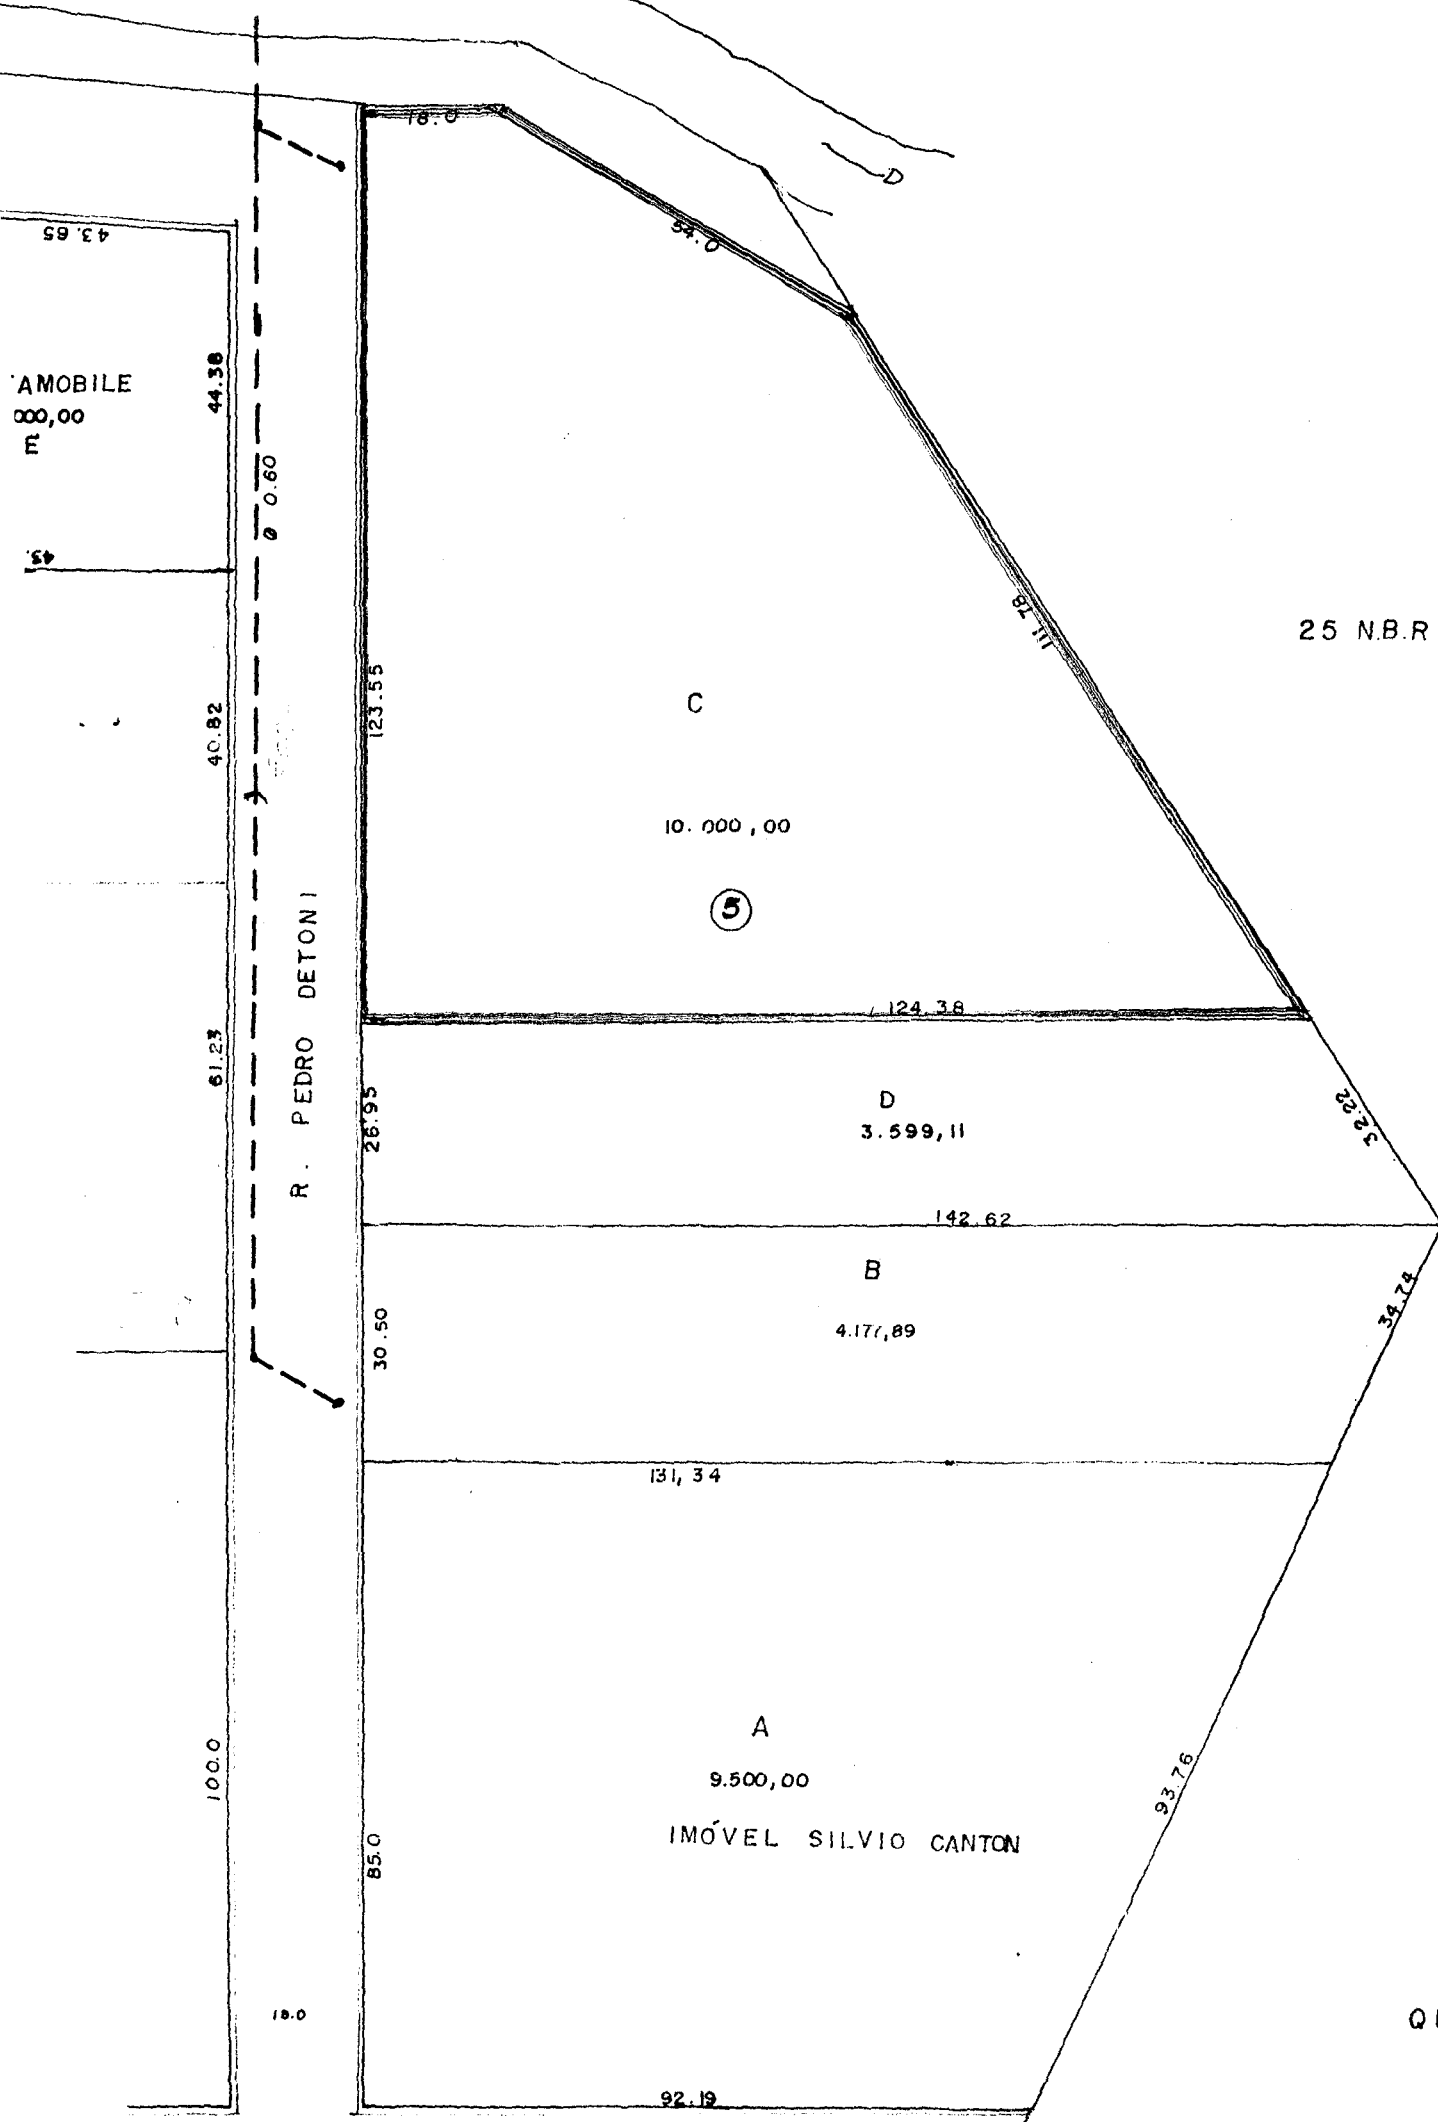 18.0
D
54.0
43.65
44.38
AMOBILE
000,00
E
Ø 0.60
43.
111.78
25 N.B.R
123.55
C
40.82
10.000,00
5
R. PEDRO DETONI
124.38
61.23
26.95
D
3.599,11
32.22
142.62
B
4.177,89
34.74
30.50
131,34
A
9.500,00
IMÓVEL SILVIO CANTON
93.76
100.0
85.0
18.0
92.19